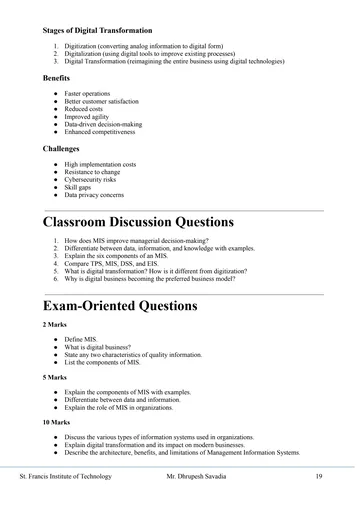 Stages of Digital Transformation
1. Digitization (converting analog information to digital form)
2. Digitalization (using digital tools to improve existing processes)
3. Digital Transformation (reimagining the entire business using digital technologies)
Benefits
● Faster operations
● Better customer satisfaction
● Reduced costs
● Improved agility
● Data-driven decision-making
● Enhanced competitiveness
Challenges
● High implementation costs
● Resistance to change
● Cybersecurity risks
● Skill gaps
● Data privacy concerns
Classroom Discussion Questions
1. How does MIS improve managerial decision-making?
2. Differentiate between data, information, and knowledge with examples.
3. Explain the six components of an MIS.
4. Compare TPS, MIS, DSS, and EIS.
5. What is digital transformation? How is it different from digitization?
6. Why is digital business becoming the preferred business model?
Exam-Oriented Questions
2 Marks
● Define MIS.
● What is digital business?
● State any two characteristics of quality information.
● List the components of MIS.
5 Marks
● Explain the components of MIS with examples.
● Differentiate between data and information.
● Explain the role of MIS in organizations.
10 Marks
● Discuss the various types of information systems used in organizations.
● Explain digital transformation and its impact on modern businesses.
● Describe the architecture, benefits, and limitations of Management Information Systems.
St. Francis Institute of Technology Mr. Dhrupesh Savadia 19